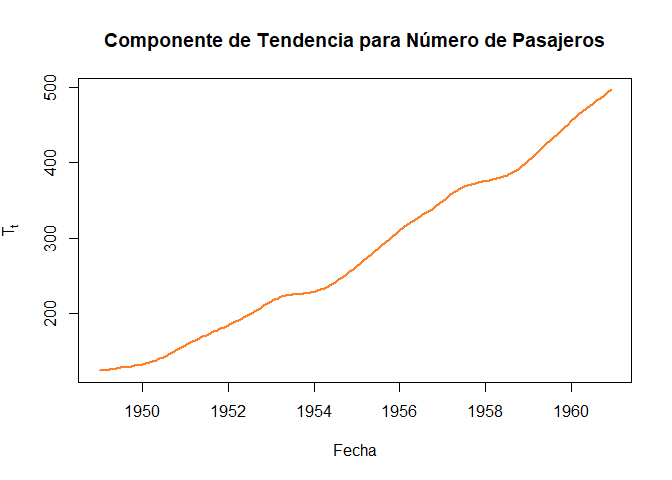 Componente de Tendencia para Número de Pasajeros
500
400
300
200
T_t
1950 1952 1954 1956 1958 1960
Fecha